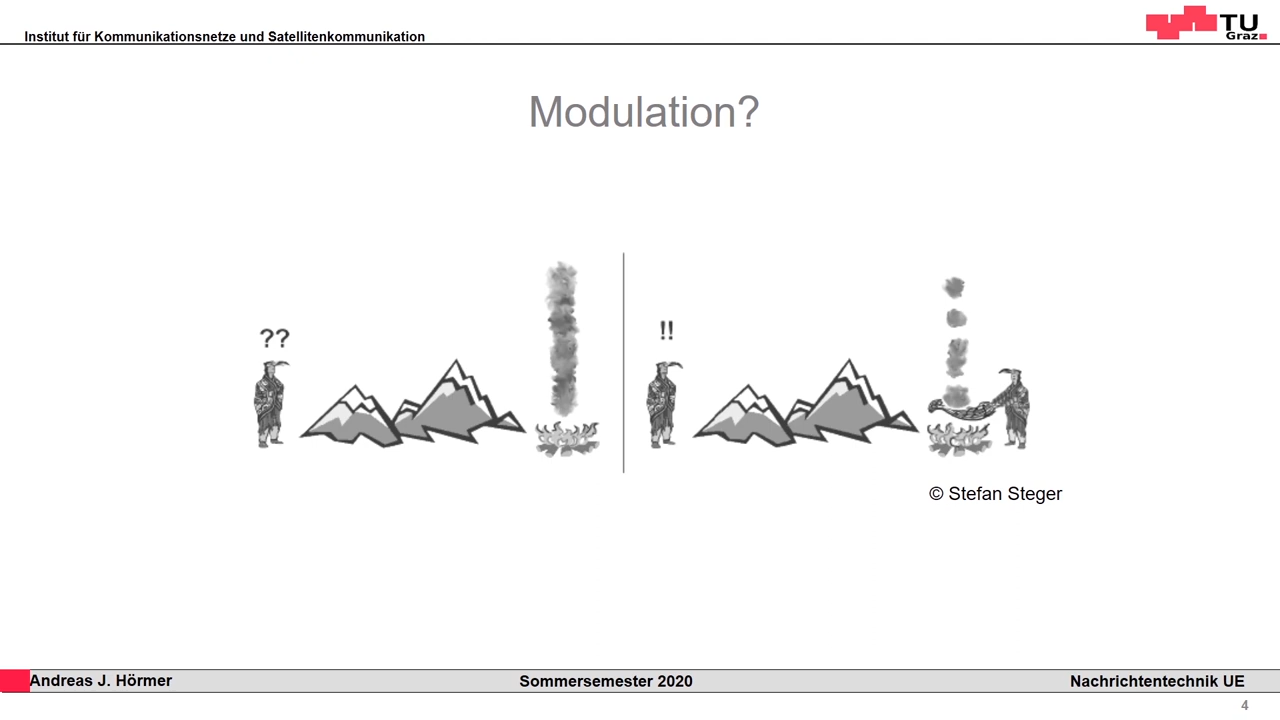 Institut für Kommunikationsnetze und Satellitenkommunikation
TU
Graz
Modulation?
??
!!
© Stefan Steger
Andreas J. Hörmer
Sommersemester 2020
Nachrichtentechnik UE
4